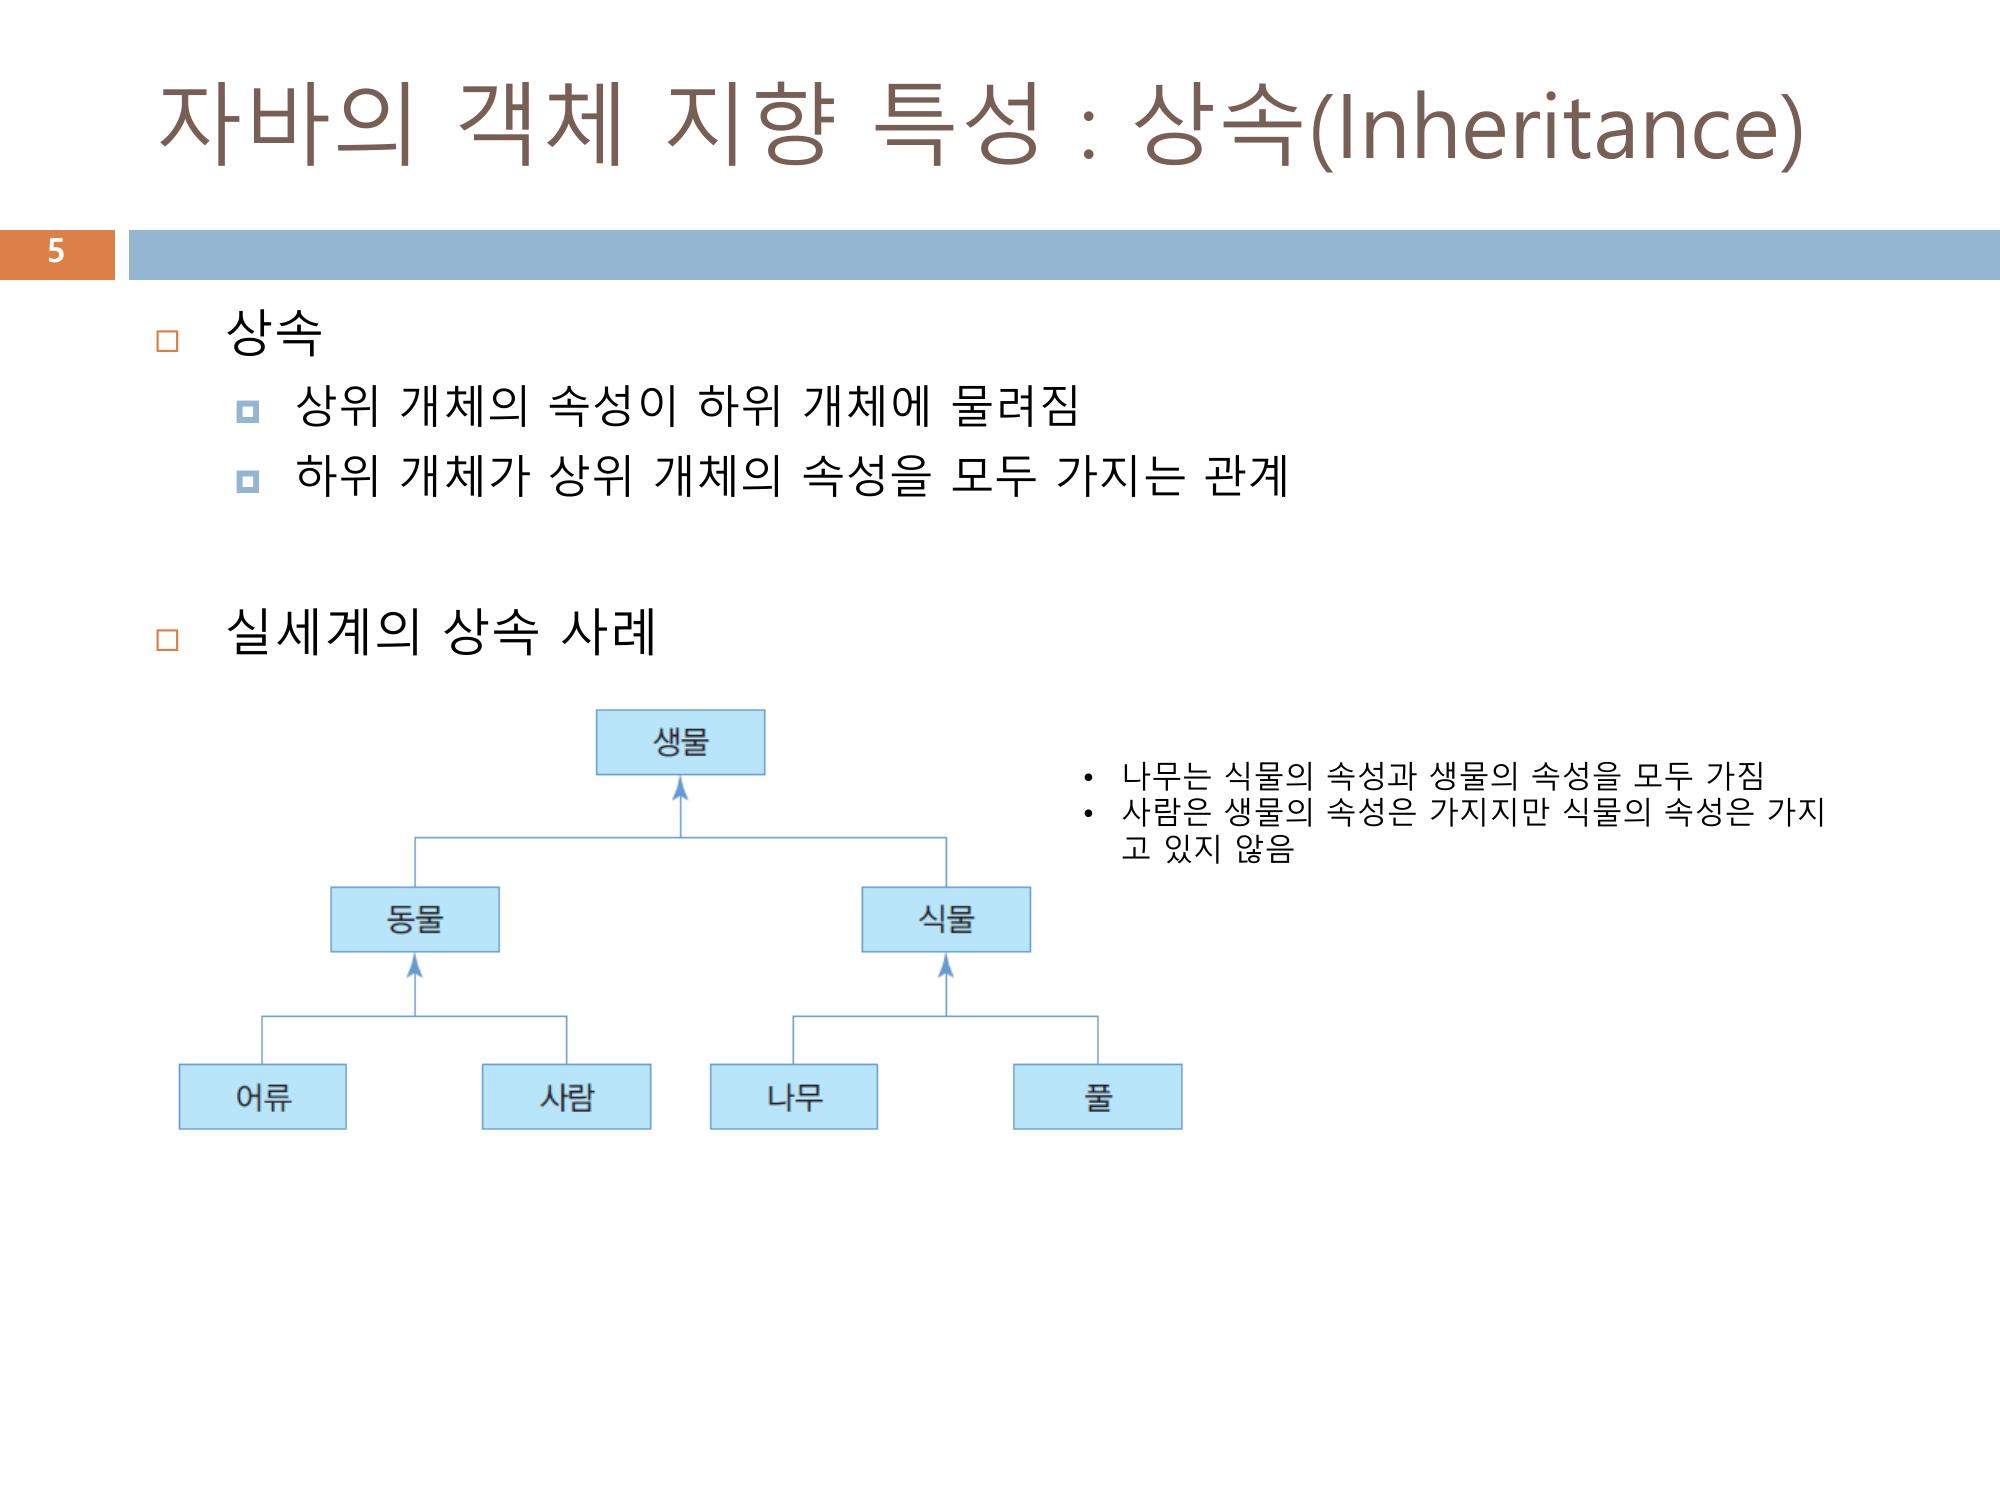 자바의 객체 지향 특성 : 상속(Inheritance)
5
상속
상위 개체의 속성이 하위 개체에 물려짐
하위 개체가 상위 개체의 속성을 모두 가지는 관계
실세계의 상속 사례
생물
• 나무는 식물의 속성과 생물의 속성을 모두 가짐
• 사람은 생물의 속성은 가지지만 식물의 속성은 가지
고 있지 않음
동물 식물
어류 사람 나무 풀